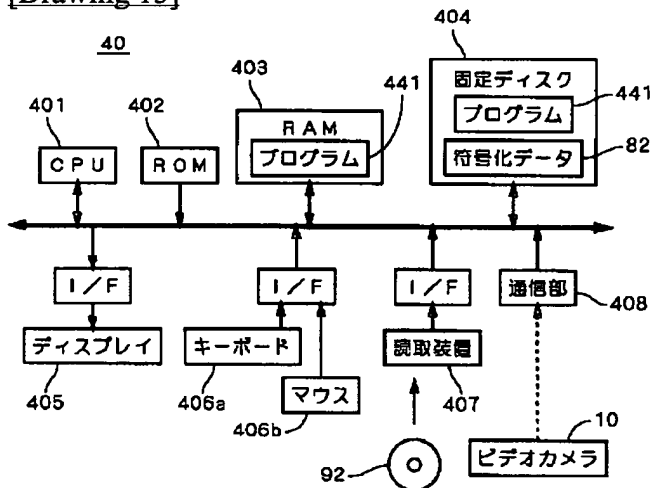 [Drawing 15]
40
404
403
441
固定ディスク
401
402
RAM
プログラム
441
CPU
ROM
プログラム
符号化データ
82
I/F
I/F
I/F
通信部
408
ディスプレイ
キーボード
読取装置
405
406a
マウス
407
406b
10
92
ビデオカメラ